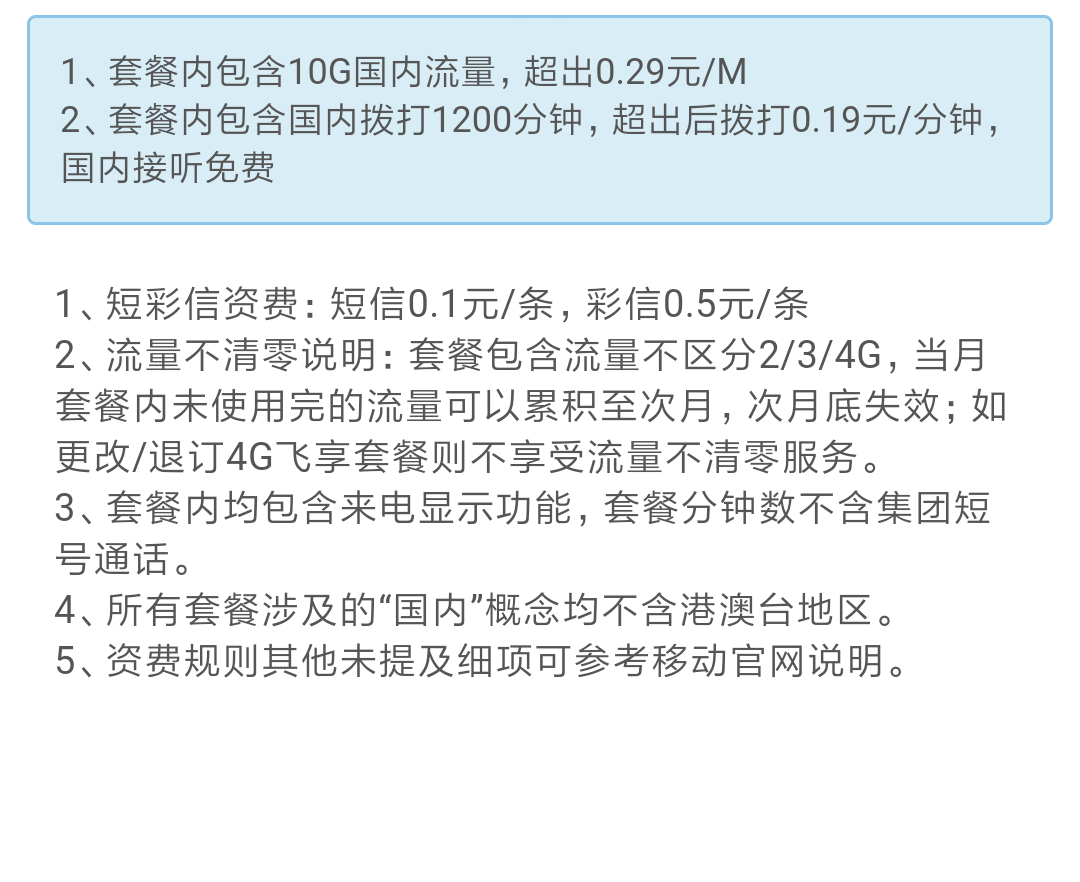 1、套餐内包含10G国内流量，超出0.29元/M
2、套餐内包含国内拨打1200分钟，超出后拨打0.19元/分钟，
国内接听免费
1、短彩信资费：短信0.1元/条，彩信0.5元/条
2、流量不清零说明：套餐包含流量不区分2/3/4G，当月
套餐内未使用完的流量可以累积至次月，次月底失效；如
更改/退订4G飞享套餐则不享受流量不清零服务。
3、套餐内均包含来电显示功能，套餐分钟数不含集团短
号通话。
4、所有套餐涉及的“国内”概念均不含港澳台地区。
5、资费规则其他未提及细项可参考移动官网说明。